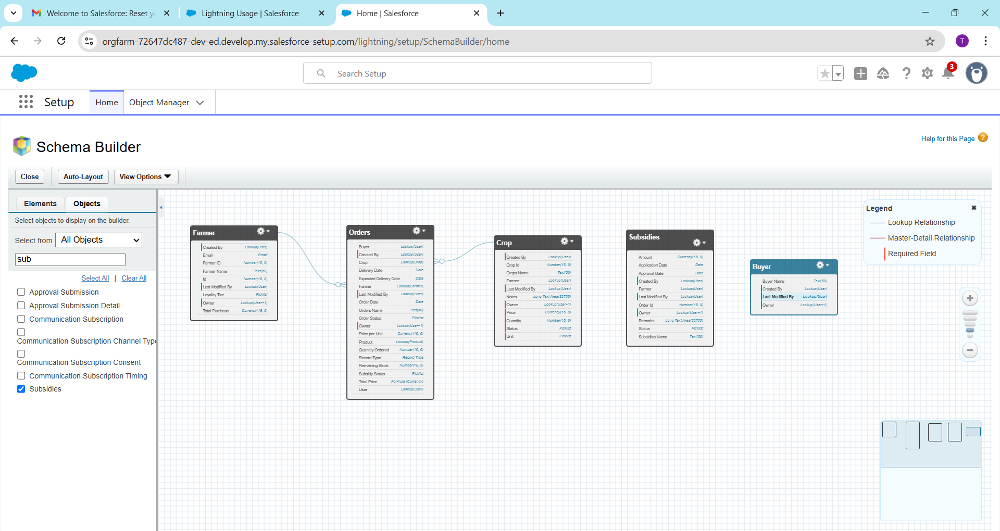 Welcome to Salesforce: Reset yo
Lightning Usage | Salesforce
Home | Salesforce
orgfarm-72647dc487-dev-ed.develop.my.salesforce-setup.com/lightning/setup/SchemaBuilder/home
T
Search Setup
3
Setup
Home
Object Manager
Schema Builder
Help for this Page
Close
Auto-Layout
View Options
Elements
Objects
Select objects to display on the builder.
Select from
All Objects
sub
Select All | Clear All
Approval Submission
Approval Submission Detail
Communication Subscription
Communication Subscription Channel Type
Communication Subscription Consent
Communication Subscription Timing
Subsidies
Farmer
Created By Lookup(User)
Email Email
Farmer ID Number(18, 0)
Farmer Name Text(80)
Id Number(18, 0)
Last Modified By Lookup(User)
Loyality Tier Picklist
Owner Lookup(User+1)
Total Purchase Currency(18, 0)
Orders
Buyer Lookup(User)
Created By Lookup(User)
Crop Lookup(Crop)
Delivery Date Date
Expected Delivery Date Date
Farmer Lookup(Farmer)
Last Modified By Lookup(User)
Order Date Date
Orders Name Text(80)
Order Status Picklist
Owner Lookup(User+1)
Price per Unit Currency(18, 0)
Product Lookup(Product)
Quantity Ordered Number(18, 0)
Record Type Record Type
Remaining Stock Number(16, 2)
Subsidy Status Picklist
Total Price Formula (Currency)
User Lookup(User)
Crop
Created By Lookup(User)
Crop Id Number(18, 0)
Crops Name Text(80)
Farmer Lookup(User)
Last Modified By Lookup(User)
Notes Long Text Area(32768)
Owner Lookup(User+1)
Price Currency(18, 0)
Quantity Number(18, 0)
Status Picklist
Unit Picklist
Subsidies
Amount Currency(18, 0)
Application Date Date
Approval Date Date
Created By Lookup(User)
Farmer Lookup(User)
Last Modified By Lookup(User)
Order Id Number(18, 0)
Owner Lookup(User+1)
Remarks Long Text Area(32768)
Status Picklist
Subsidies Name Text(80)
Buyer
Buyer Name Text(80)
Created By Lookup(User)
Last Modified By Lookup(User)
Owner Lookup(User+1)
Legend
Lookup Relationship
Master-Detail Relationship
Required Field